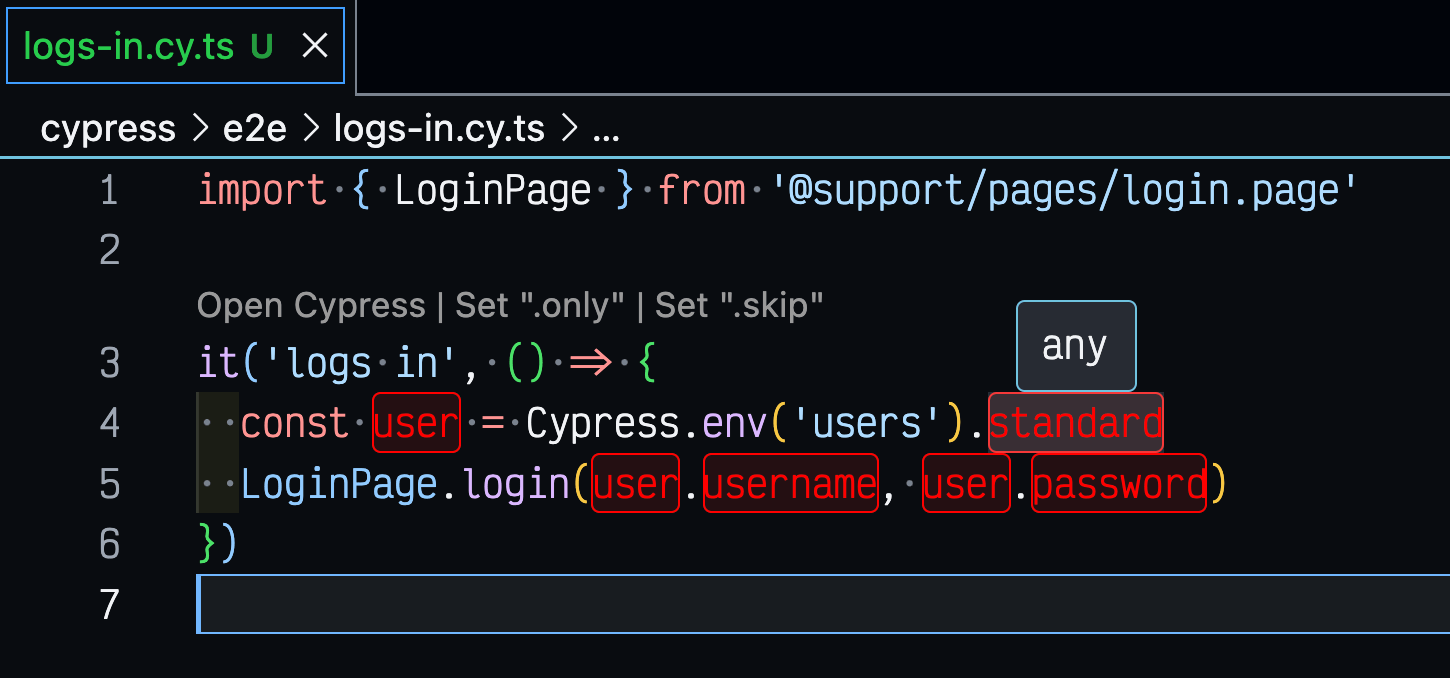 logs-in.cy.ts U
cypress > e2e > logs-in.cy.ts > ...
1 import { LoginPage } from '@support/pages/login.page'
2
Open Cypress | Set ".only" | Set ".skip"
any
3 it('logs in', () => {
4 const user = Cypress.env('users').standard
5 LoginPage.login(user.username, user.password)
6 })
7